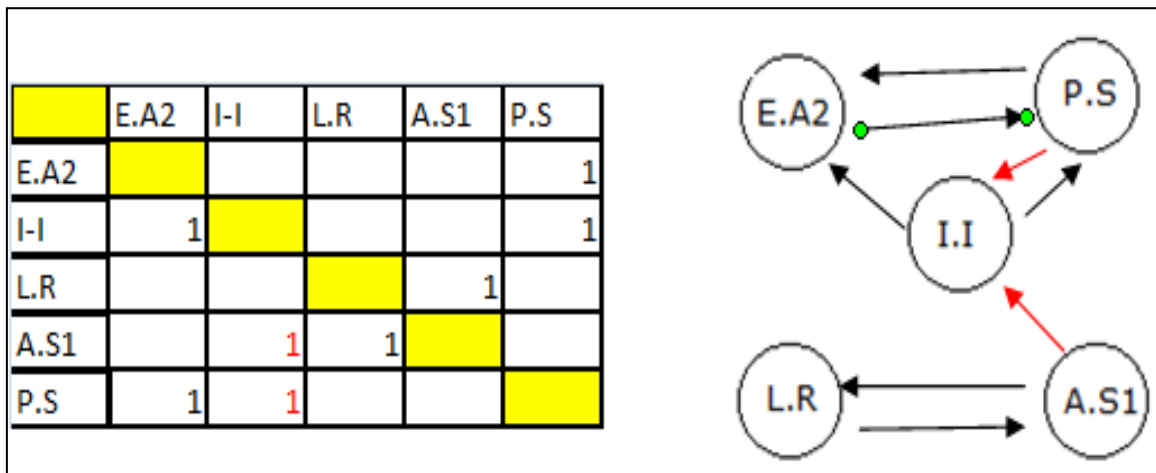 E.A2 I-I L.R A.S1 P.S
E.A2 1
I-I 1 1
L.R 1
A.S1 1 1
P.S 1 1
E.A2
P.S
I.I
L.R
A.S1